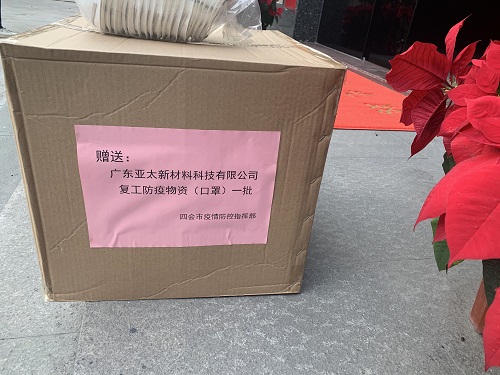 赠送：
广东亚太新材料科技有限公司
复工防疫物资（口罩）一批
四会市疫情防控指挥部